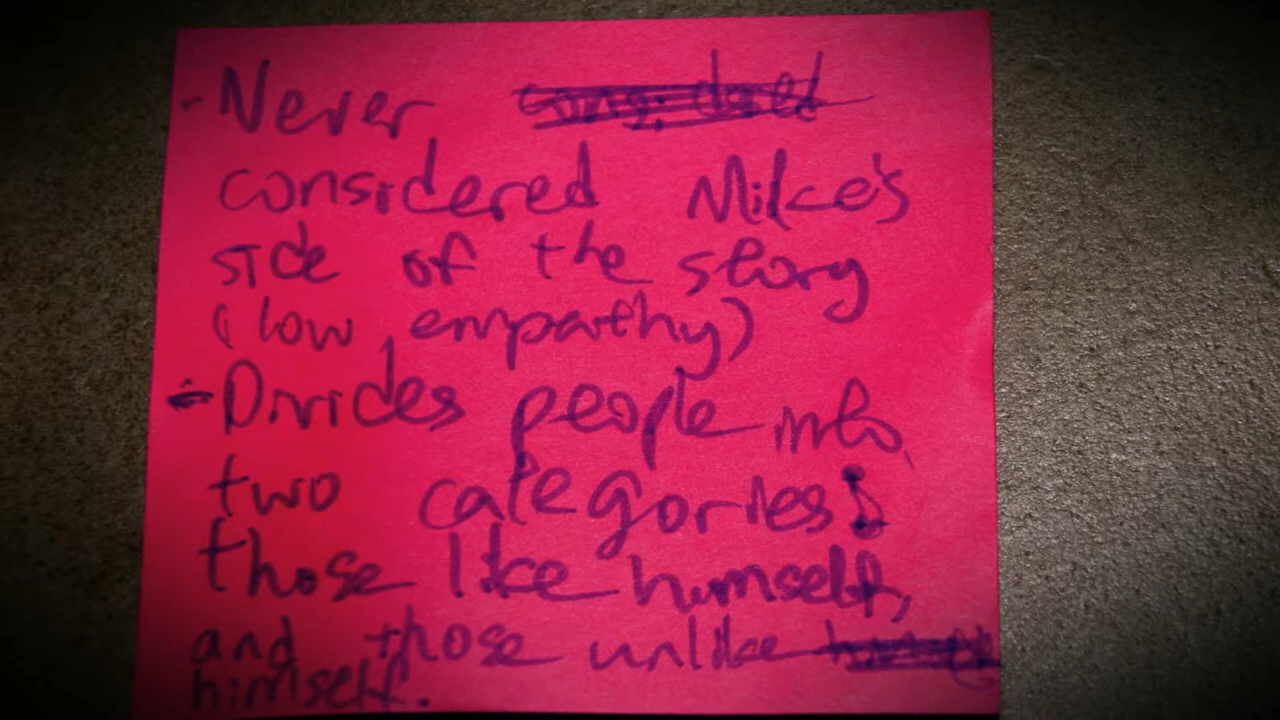 - Never
considered Mike's
side of the story
(low empathy)
- Divides people into
two categories:
those like himself,
and those unlike
himself.